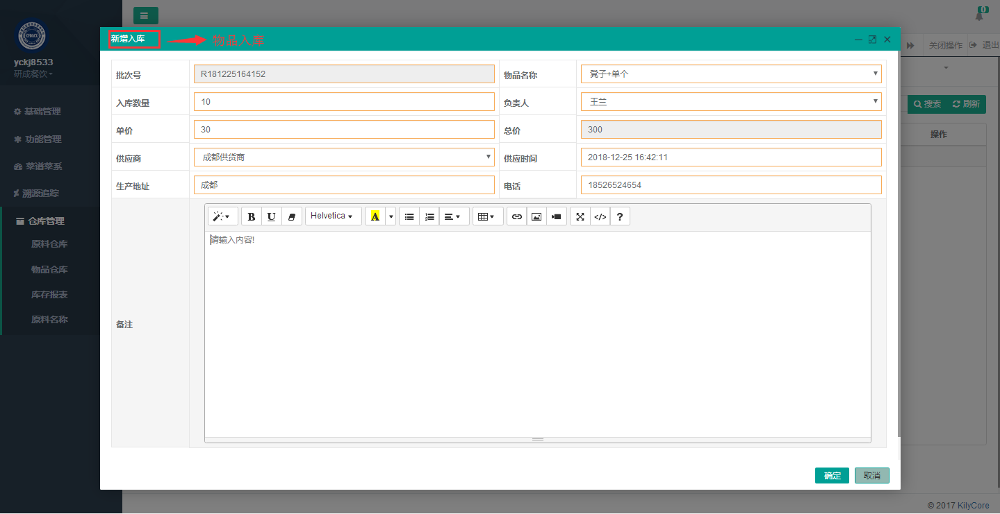 0
yckj8533
研成餐饮
基础管理
功能管理
菜谱菜系
溯源追踪
仓库管理
原料仓库
物品仓库
库存报表
原料名称
关闭操作
退出
搜索 刷新
操作
新增入库
物品入库
批次号 R181225164152 物品名称 凳子+单个
入库数量 10 负责人 王兰
单价 30 总价 300
供应商 成都供货商 供应时间 2018-12-25 16:42:11
生产地址 成都 电话 18526524654
B U Helvetica A </> ?
请输入内容!
备注
确定 取消
© 2017 KilyCore